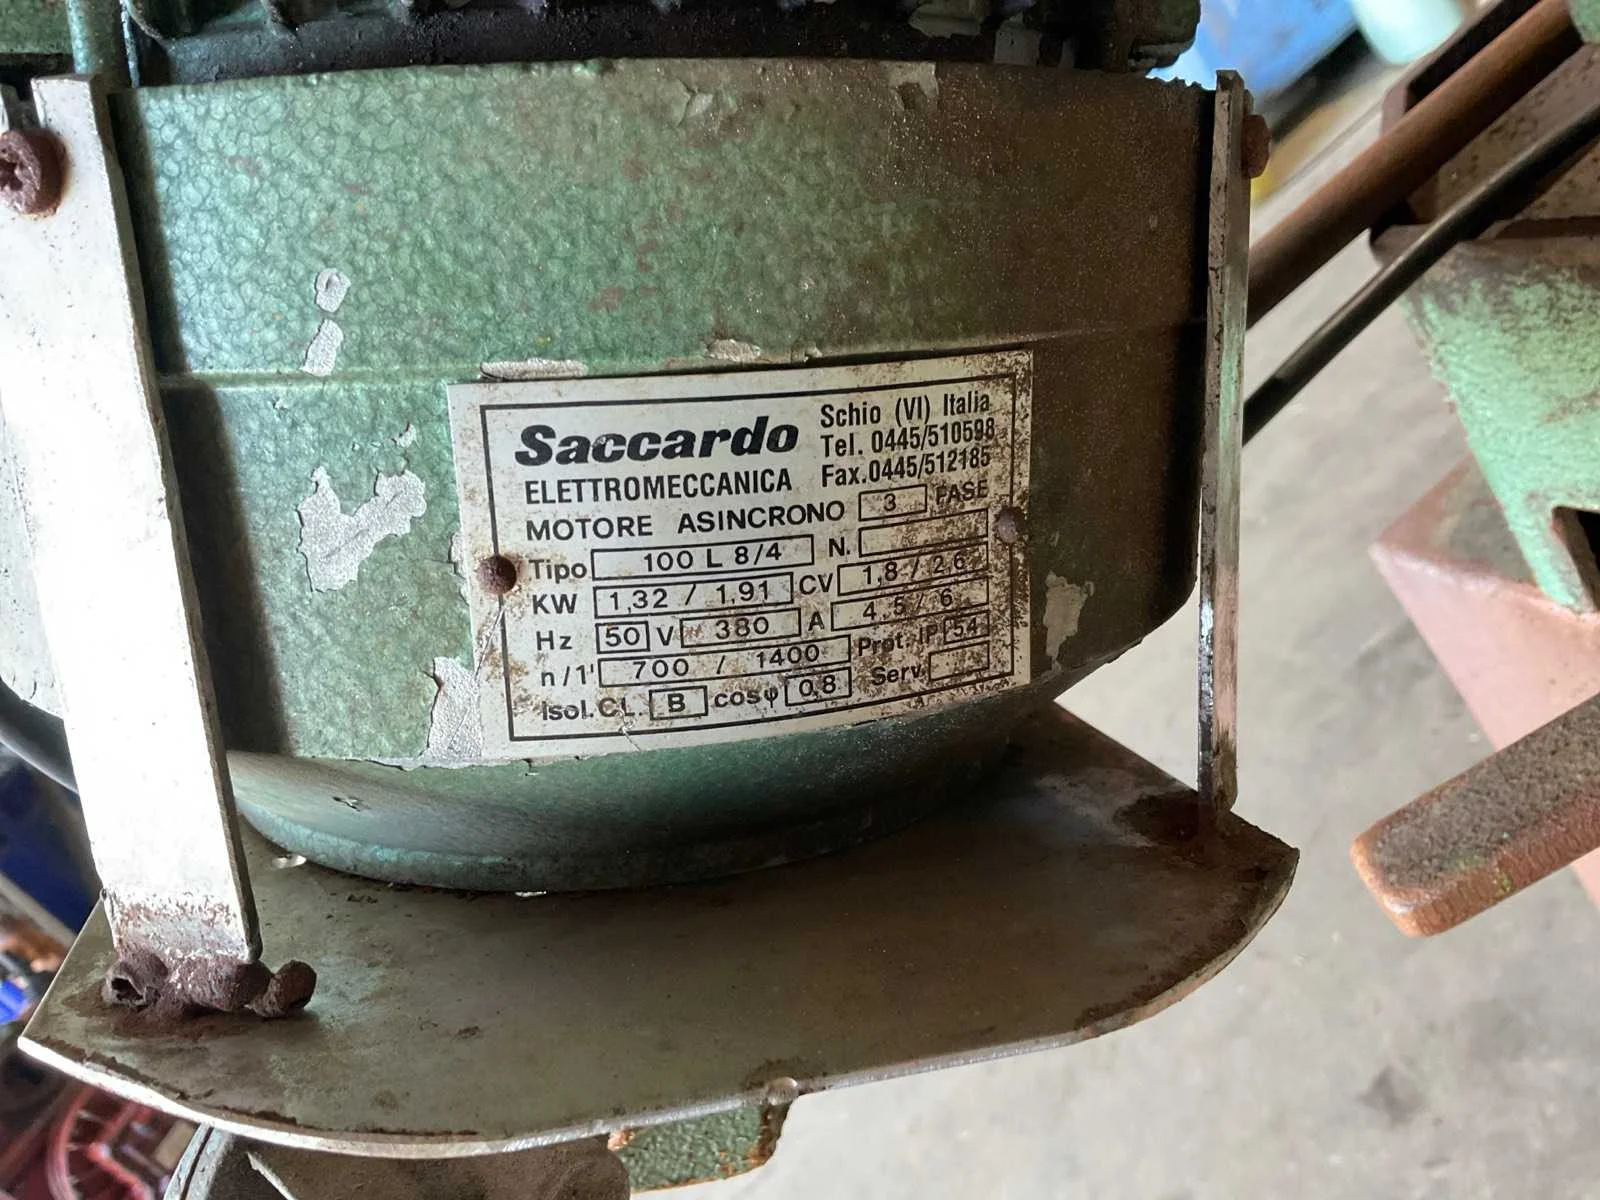 Saccardo
ELETTROMECCANICA
Schio (VI) Italia
Tel. 0445/510598
Fax.0445/512185
MOTORE ASINCRONO 3 FASE
Tipo 100 L 8/4 N.
KW 1,32 / 1,91 CV 1,8 / 2,6
Hz 50 V 380 A 4,5 / 6
n/1' 700 / 1400 Prot. IP 54
Isol. CL. B cos φ 0,8 Serv.